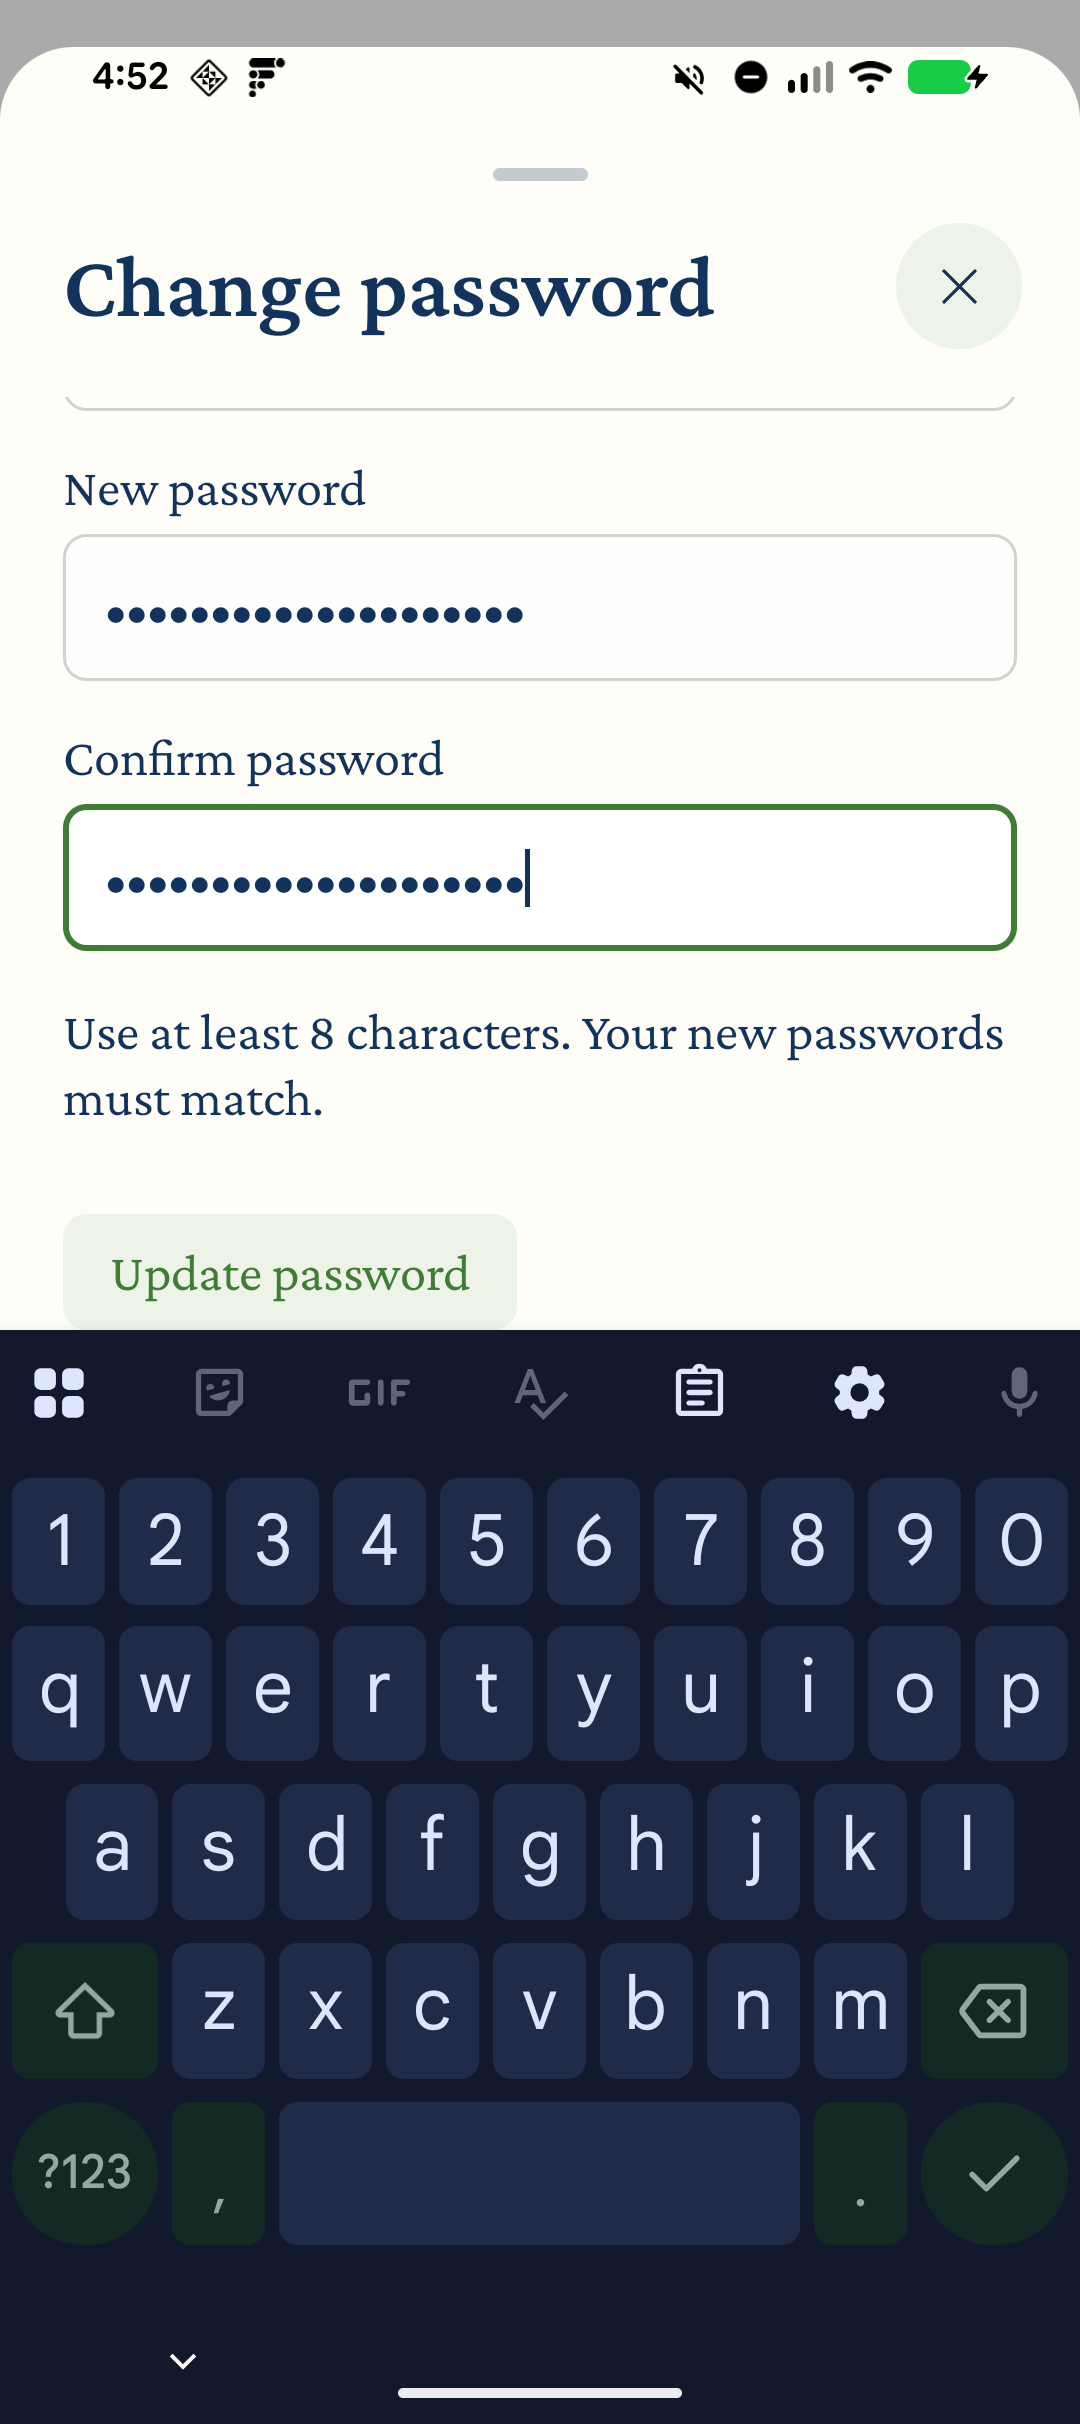 4:52
Change password
New password
••••••••••••••••••••
Confirm password
••••••••••••••••••••
Use at least 8 characters. Your new passwords
must match.
Update password
GIF
1 2 3 4 5 6 7 8 9 0
q w e r t y u i o p
a s d f g h j k l
z x c v b n m
?123 , .